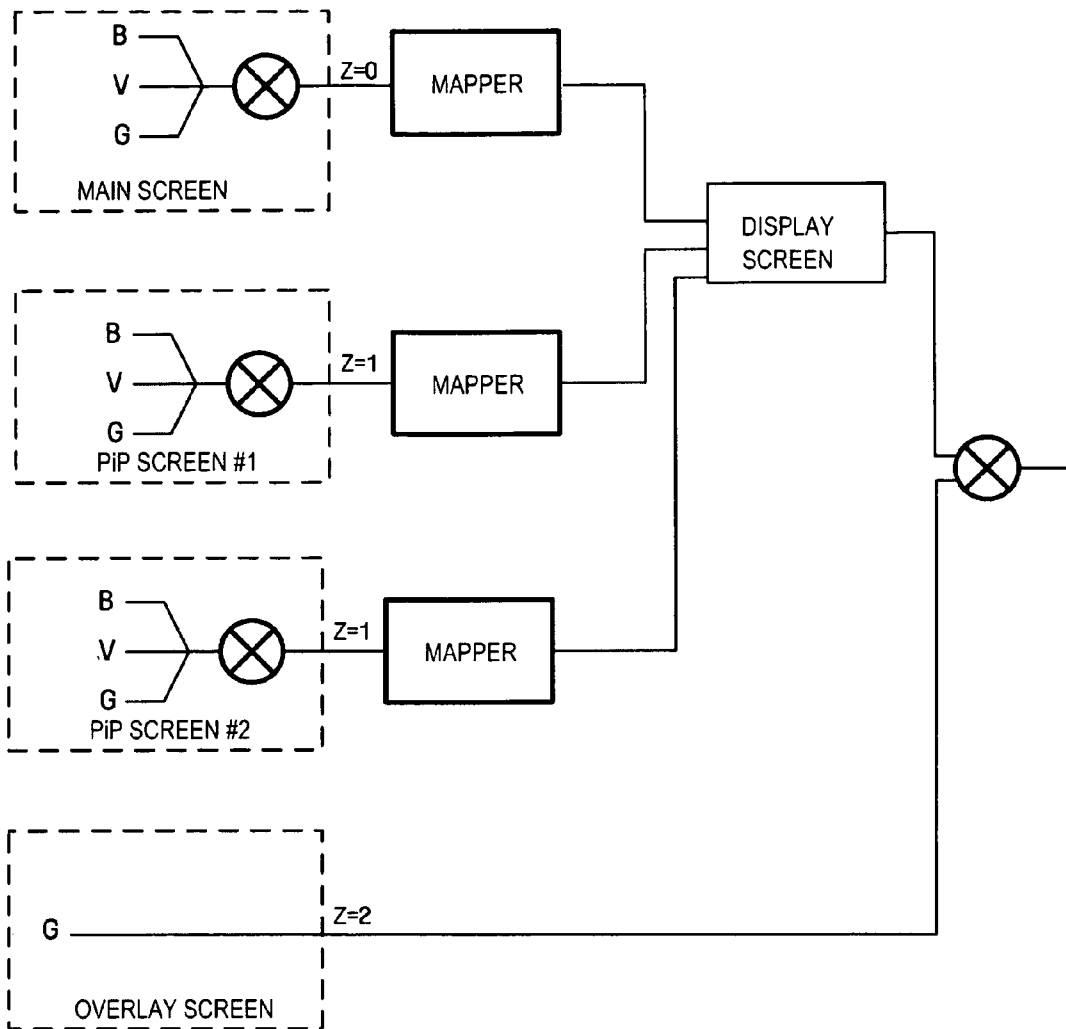 B
V
G
MAIN SCREEN
Z=0
MAPPER
DISPLAY
SCREEN
B
V
G
PiP SCREEN #1
Z=1
MAPPER
B
V
G
PiP SCREEN #2
Z=1
MAPPER
G
Z=2
OVERLAY SCREEN